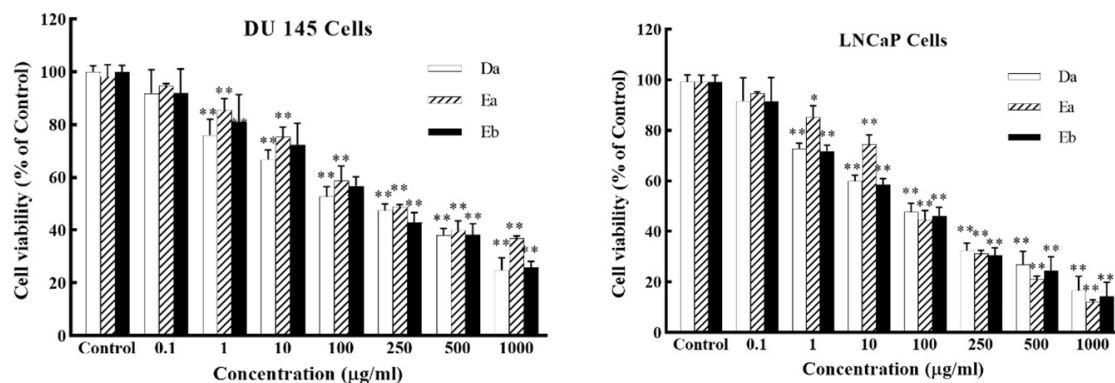 DU 145 Cells
Cell viability (% of Control)
120
100
80
60
40
20
0
Da
Ea
Eb
** ** **
** **
** **
** ** **
** ** **
** ** **
Control 0.1 1 10 100 250 500 1000
Concentration (µg/ml)
LNCaP Cells
Cell viability (% of Control)
120
100
80
60
40
20
0
Da
Ea
Eb
** * **
** ** **
** ** **
** ** **
** ** **
** ** **
Control 0.1 1 10 100 250 500 1000
Concentration (µg/ml)